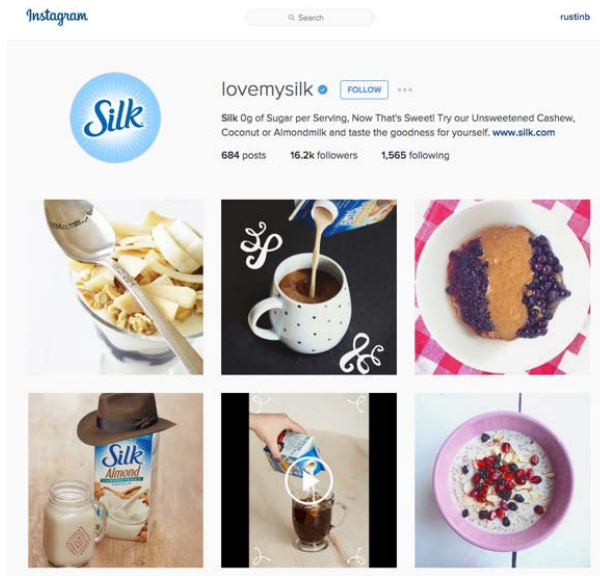 Instagram
Search
rustinb
Silk
lovemysilk
FOLLOW
Silk 0g of Sugar per Serving, Now That's Sweet! Try our Unsweetened Cashew,
Coconut or Almondmilk and taste the goodness for yourself. www.silk.com
684 posts 16.2k followers 1,565 following
Silk
Almond